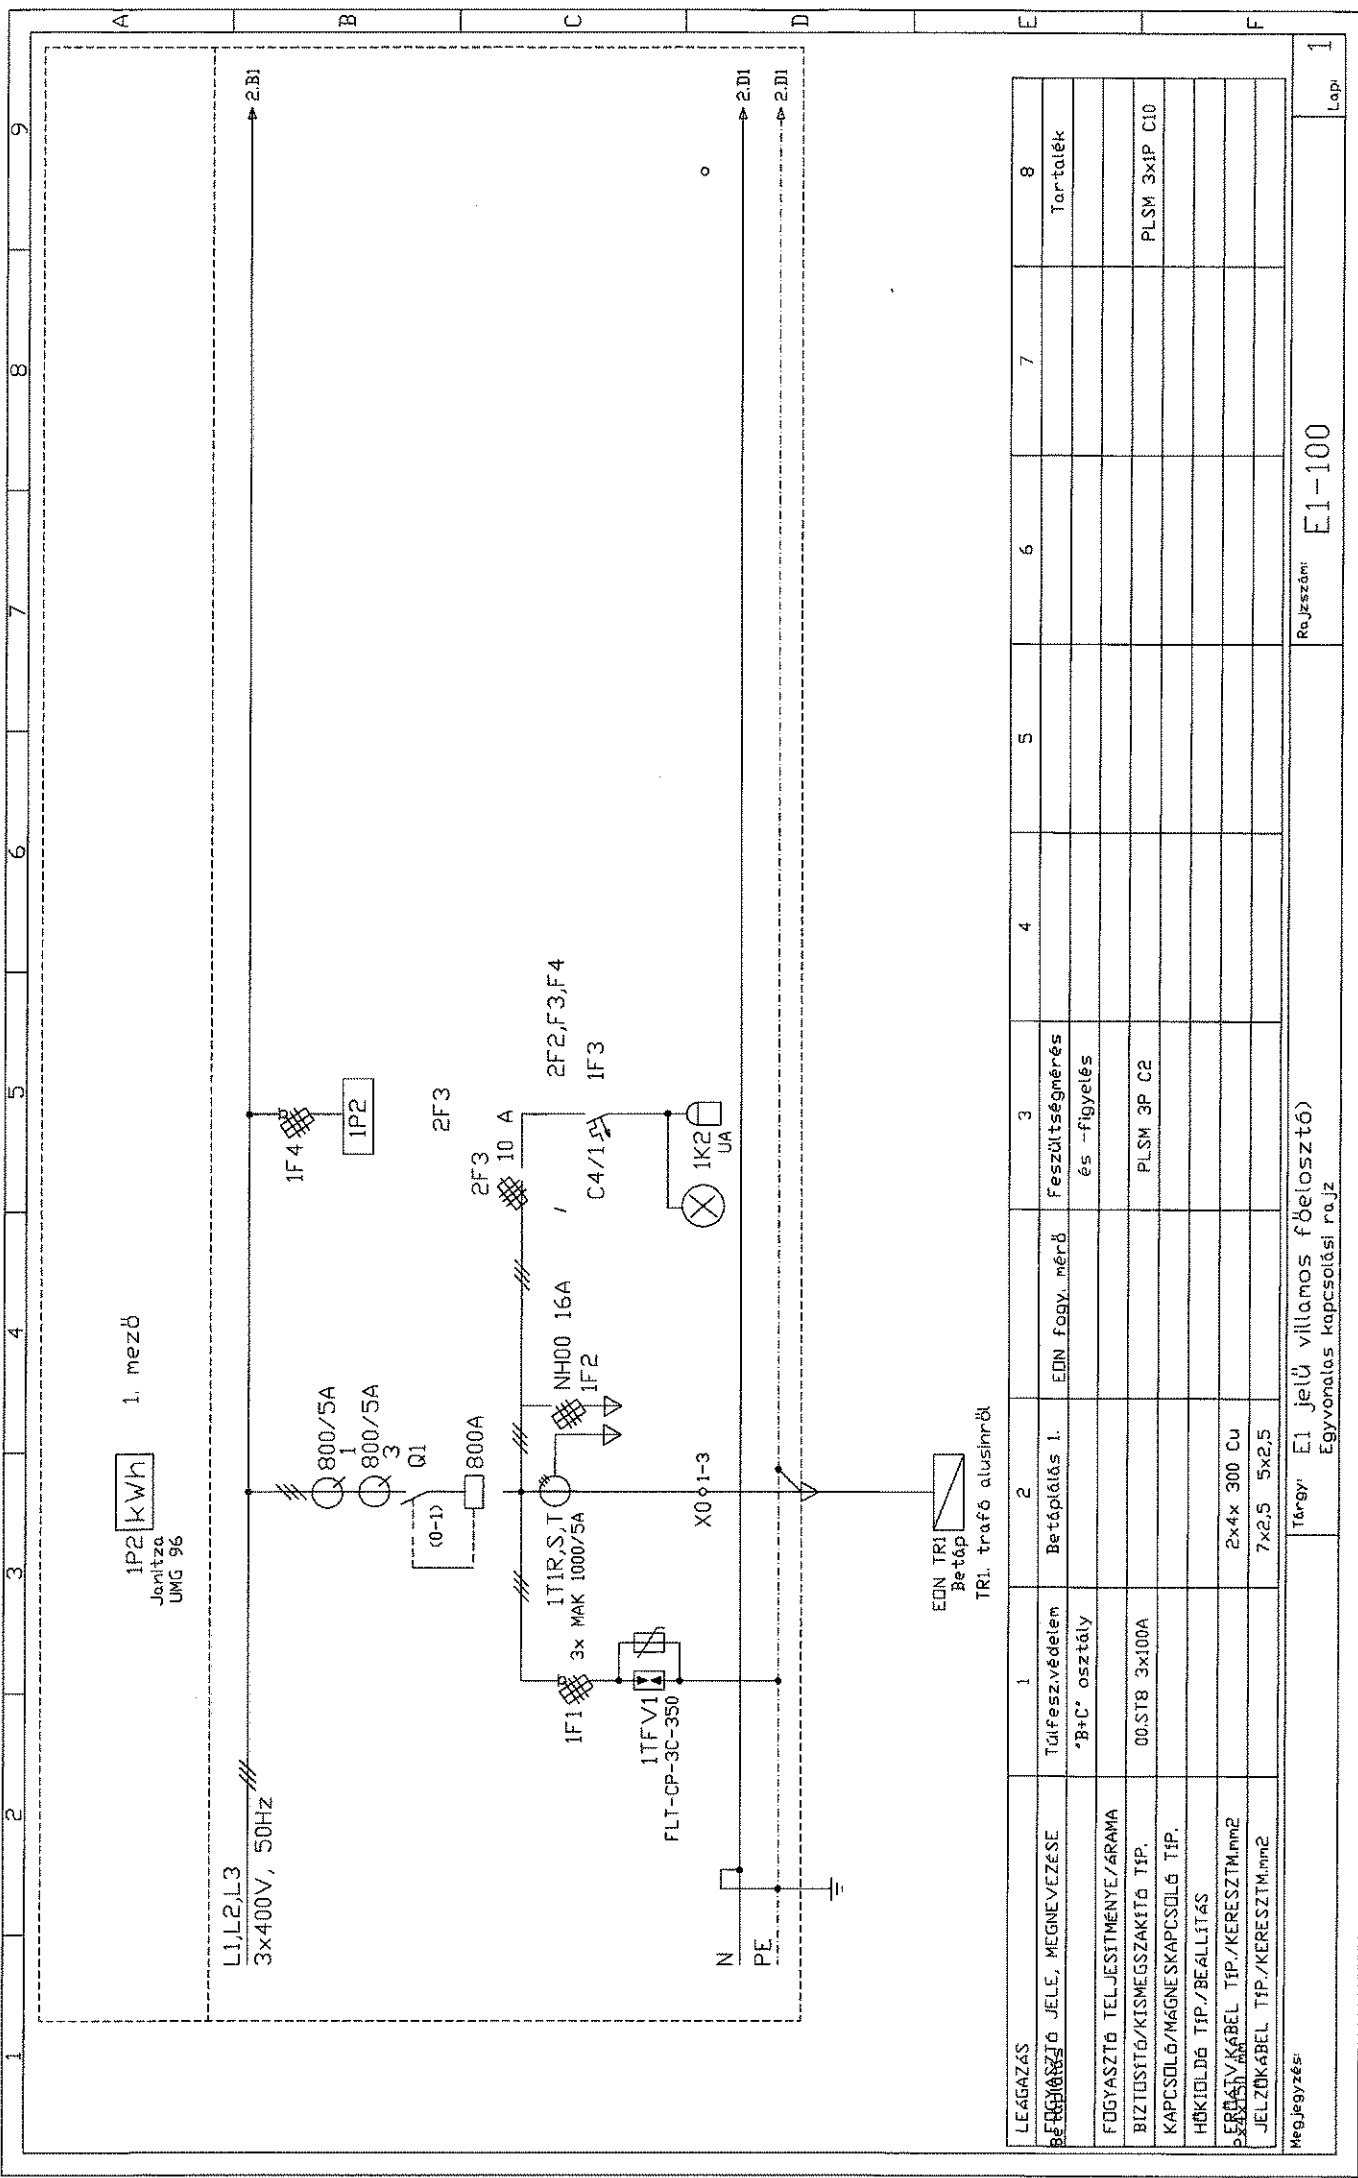 1 2 3 4 5 6 7 8 9
A
B
C
D
E
F
1P2 kWh
Janitza
UMG 96
1. mező
L1,L2,L3
3x400V, 50Hz
2.B1
800/5A
1
800/5A
3
Q1
(0-1)
800A
1F4
1P2
2F3
2F3
10 A
/
2F2,F3,F4
C4/1
1F3
1K2
UA
NH00 16A
1F2
1T1R,S,T
3x MAK 1000/5A
1F1
1TFV1
FLT-CP-3C-350
X0 1-3
N
2.D1
PE
2.D1
EON TR1
Betáp
TR1. trafó alusínről
LEÁGAZÁS 1 2 3 4 5 6 7 8
FOGYASZTÓ JELE, MEGNEVEZÉSE Túlfesz.védelem Betáplálás 1. EON fogy. mérő Feszültségmérés Tartalék
Betáplálás
"B+C" osztály és -figyelés
FOGYASZTÓ TELJESÍTMÉNYE/ÁRAMA
BIZTOSÍTÓ/KISMEGSZAKÍTÓ TÍP. 00.ST8 3x100A PLSM 3P C2 PLSM 3x1P C10
KAPCSOLÓ/MÁGNESKAPCSOLÓ TÍP.
HŐKIOLDÓ TÍP./BEÁLLÍTÁS
ERŐÁTV.KÁBEL TÍP./KERESZTM.mm2 2x4x 300 Cu
JELZŐKÁBEL TÍP./KERESZTM.mm2 7x2,5 5x2,5
Megjegyzés:
Tárgy: E1 jelű villamos főelosztó)
Egyvonalas kapcsolási rajz
Rajzszám: E1-100
Lap: 1